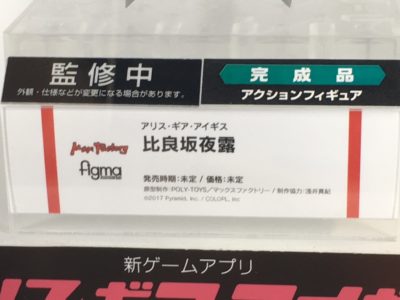 監修中
外観・仕様などが変更になる場合があります。
完成品
アクションフィギュア
アリス・ギア・アイギス
比良坂夜露
Max Factory
figma
発売時期:未定 / 価格:未定
原型制作:POLY-TOYS/マックスファクトリー / 制作協力:浅井真紀
©2017 Pyramid, Inc. / COLOPL, Inc.
新ゲームアプリ